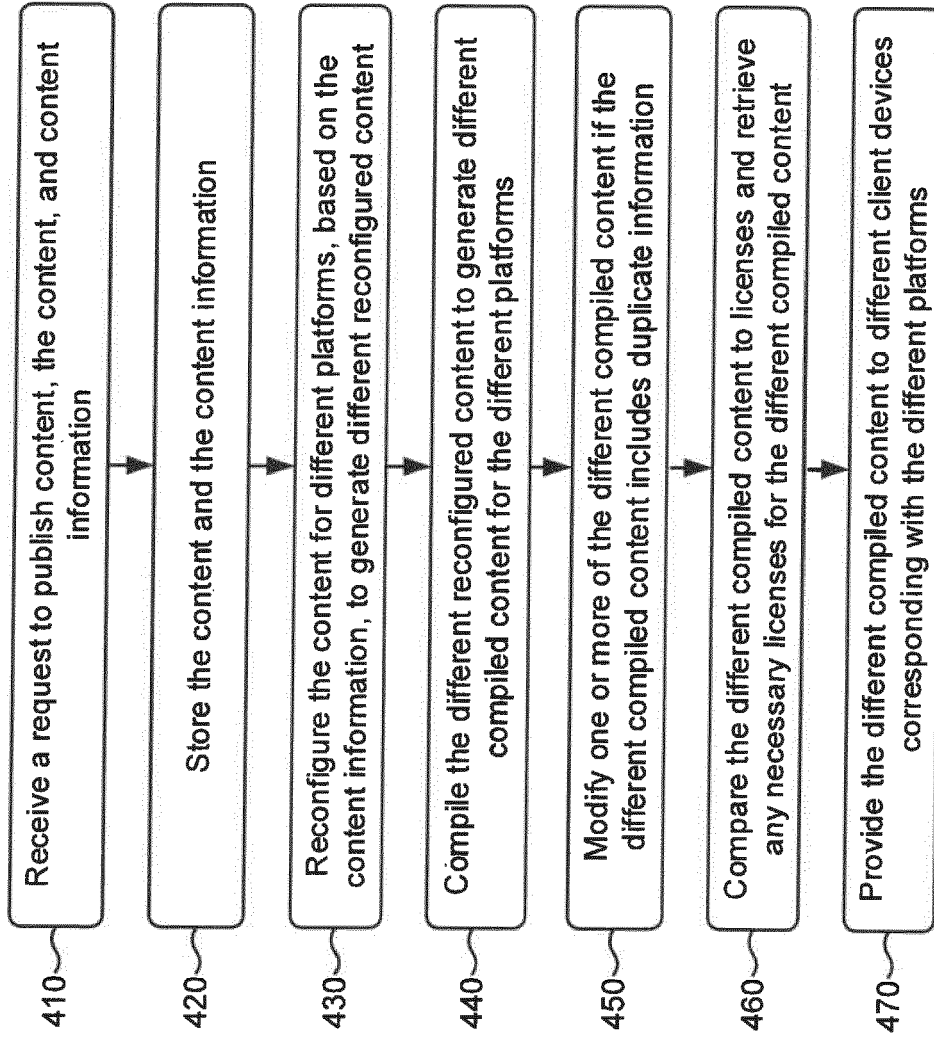 410
Receive a request to publish content, the content, and content
information
420
Store the content and the content information
430
Reconfigure the content for different platforms, based on the
content information, to generate different reconfigured content
440
Compile the different reconfigured content to generate different
compiled content for the different platforms
450
Modify one or more of the different compiled content if the
different compiled content includes duplicate information
460
Compare the different compiled content to licenses and retrieve
any necessary licenses for the different compiled content
470
Provide the different compiled content to different client devices
corresponding with the different platforms